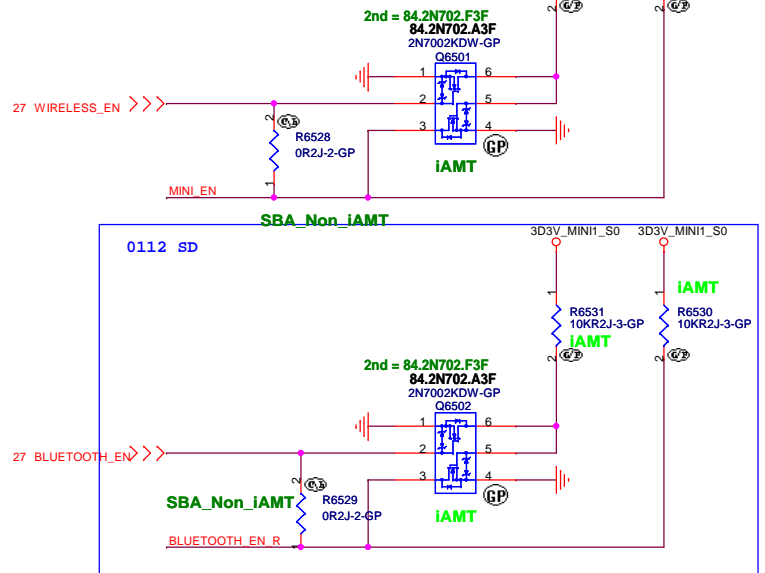 2nd = 84.2N702.F3F
84.2N702.A3F
2N7002KDW-GP
Q6501
2
2
1
6
27 WIRELESS_EN
2
5
2
3
4
R6528
0R2J-2-GP
GP
iAMT
1
MINI_EN
SBA_Non_iAMT
0112 SD
3D3V_MINI1_S0
3D3V_MINI1_S0
1
1
iAMT
R6531
10KR2J-3-GP
R6530
10KR2J-3-GP
iAMT
2
2
2nd = 84.2N702.F3F
84.2N702.A3F
2N7002KDW-GP
Q6502
1
6
27 BLUETOOTH_EN
2
5
2
3
4
SBA_Non_iAMT
R6529
0R2J-2-GP
GP
iAMT
1
BLUETOOTH_EN_R